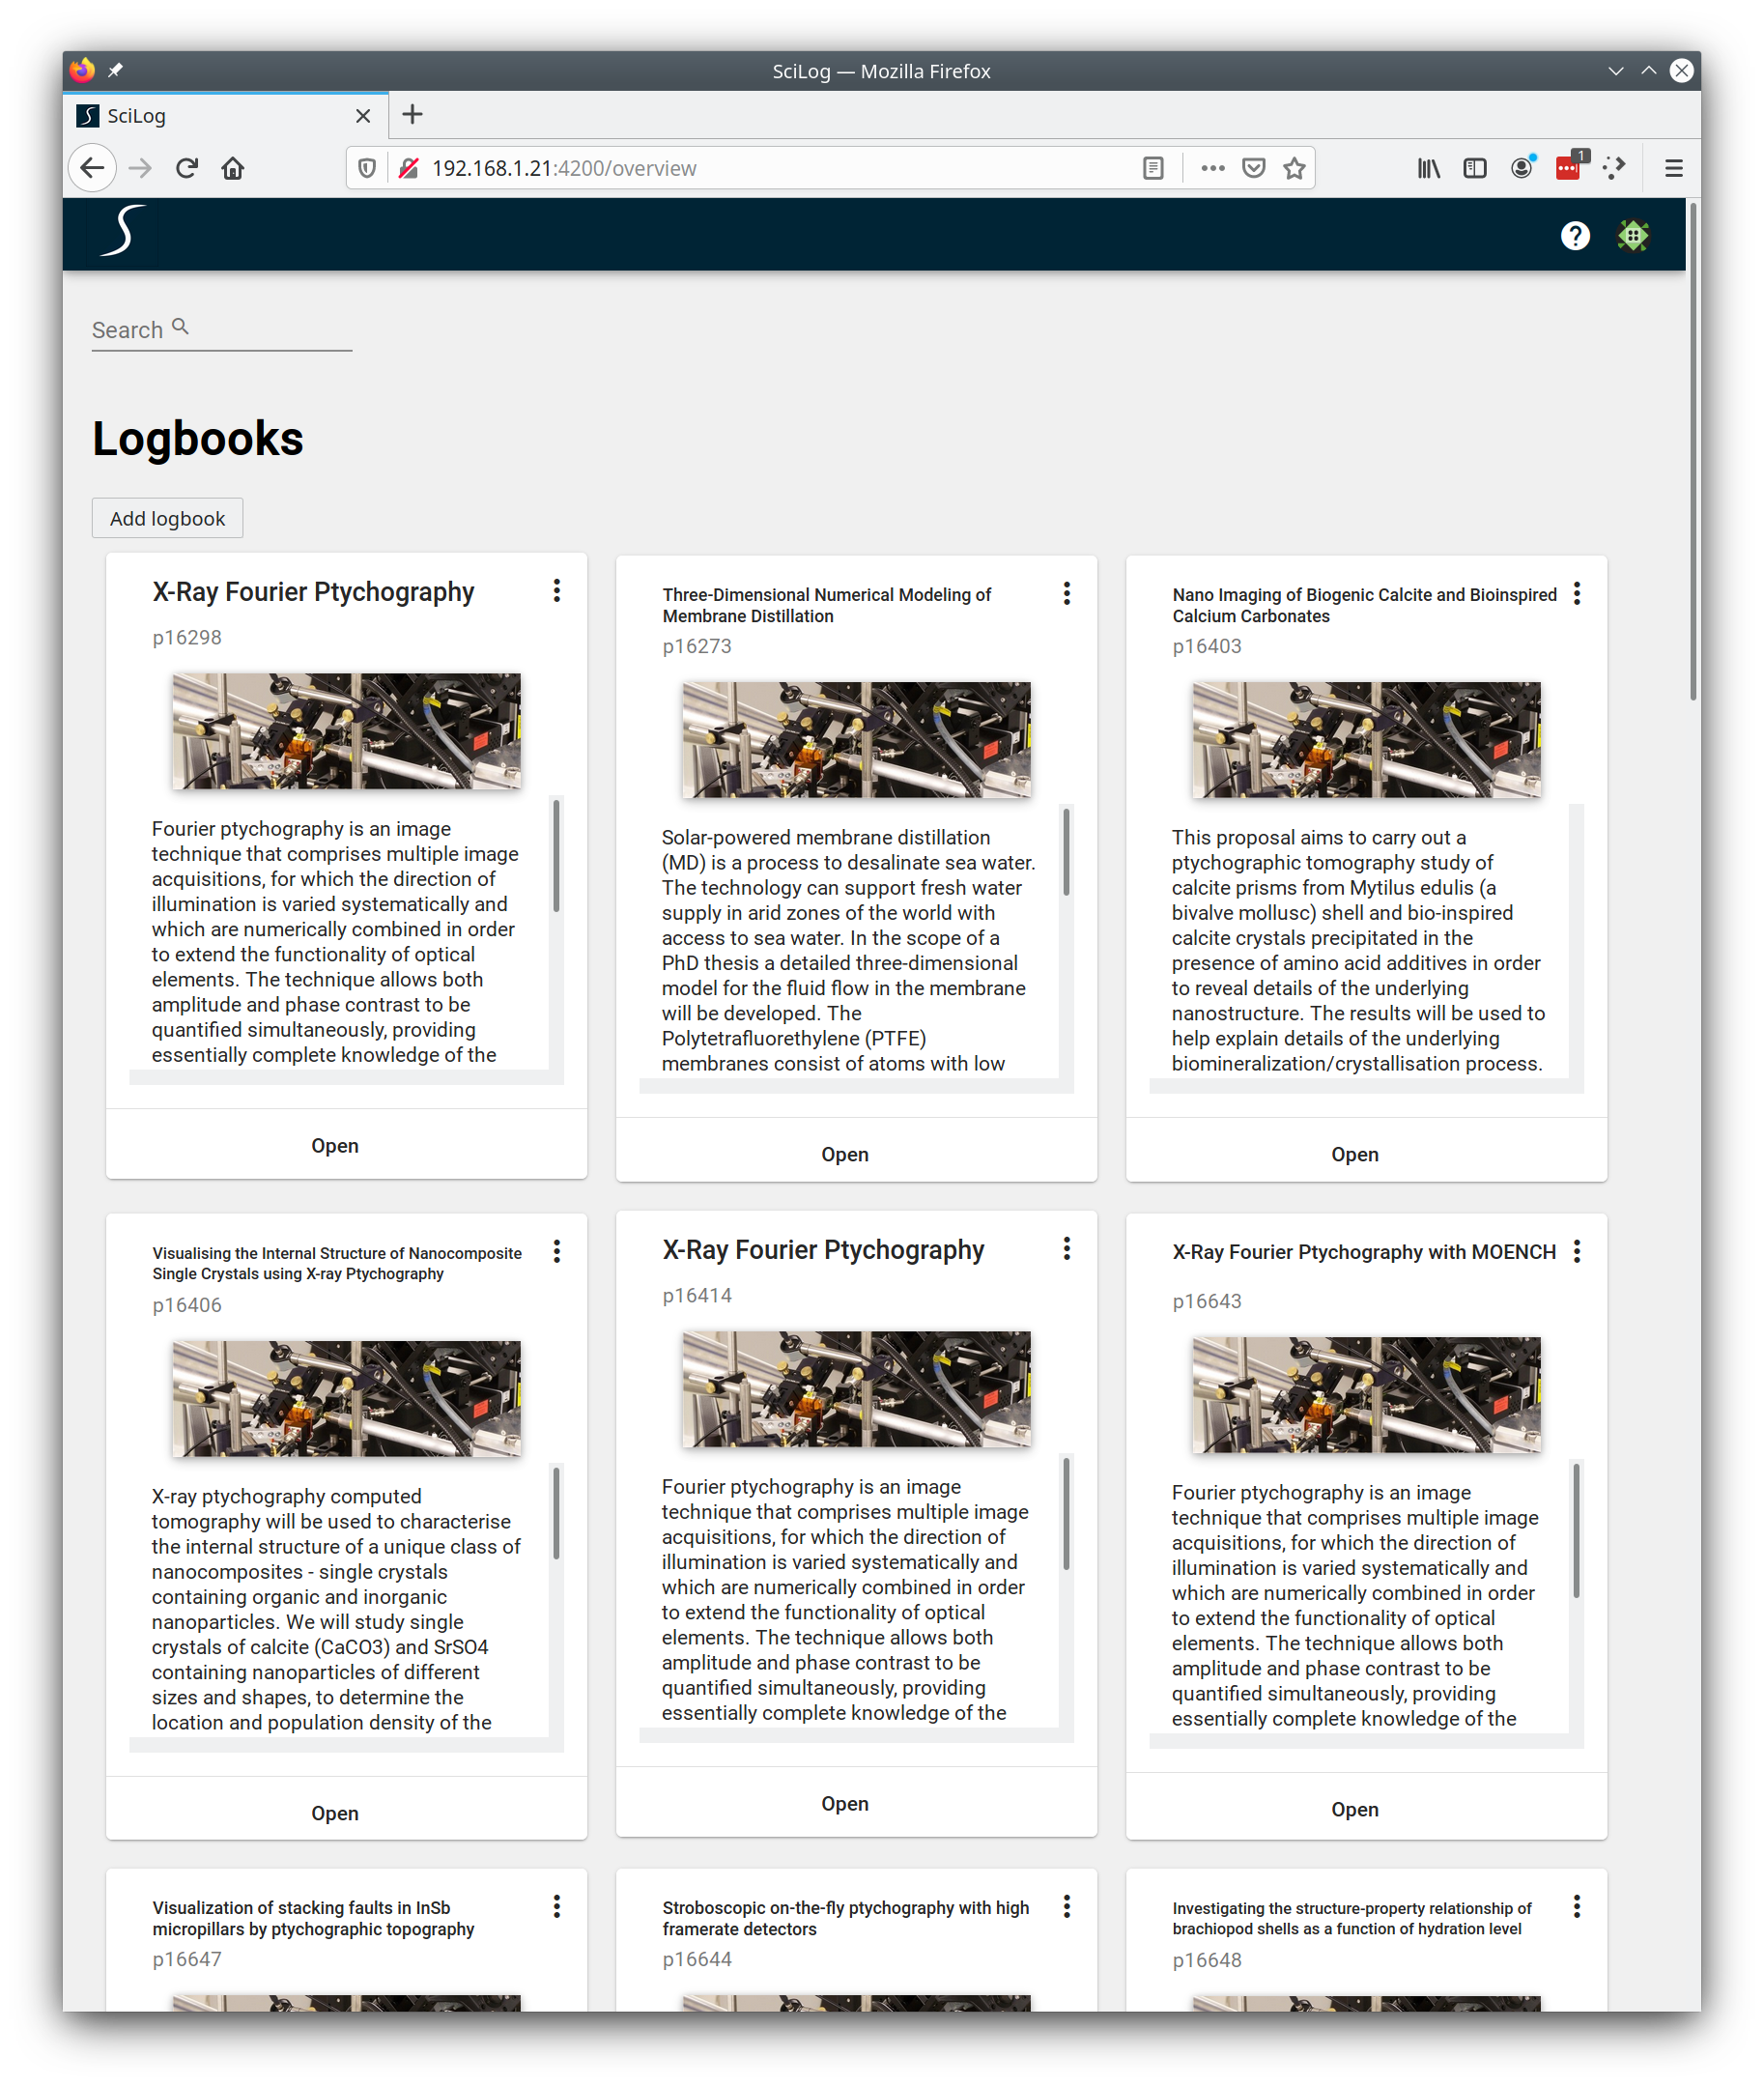 SciLog — Mozilla Firefox
SciLog
192.168.1.21:4200/overview
1
Search
Logbooks
Add logbook
X-Ray Fourier Ptychography
p16298
Fourier ptychography is an image
technique that comprises multiple image
acquisitions, for which the direction of
illumination is varied systematically and
which are numerically combined in order
to extend the functionality of optical
elements. The technique allows both
amplitude and phase contrast to be
quantified simultaneously, providing
essentially complete knowledge of the
Open
Three-Dimensional Numerical Modeling of
Membrane Distillation
p16273
Solar-powered membrane distillation
(MD) is a process to desalinate sea water.
The technology can support fresh water
supply in arid zones of the world with
access to sea water. In the scope of a
PhD thesis a detailed three-dimensional
model for the fluid flow in the membrane
will be developed. The
Polytetrafluorethylene (PTFE)
membranes consist of atoms with low
Open
Nano Imaging of Biogenic Calcite and Bioinspired
Calcium Carbonates
p16403
This proposal aims to carry out a
ptychographic tomography study of
calcite prisms from Mytilus edulis (a
bivalve mollusc) shell and bio-inspired
calcite crystals precipitated in the
presence of amino acid additives in order
to reveal details of the underlying
nanostructure. The results will be used to
help explain details of the underlying
biomineralization/crystallisation process.
Open
Visualising the Internal Structure of Nanocomposite
Single Crystals using X-ray Ptychography
p16406
X-ray ptychography computed
tomography will be used to characterise
the internal structure of a unique class of
nanocomposites - single crystals
containing organic and inorganic
nanoparticles. We will study single
crystals of calcite (CaCO3) and SrSO4
containing nanoparticles of different
sizes and shapes, to determine the
location and population density of the
Open
X-Ray Fourier Ptychography
p16414
Fourier ptychography is an image
technique that comprises multiple image
acquisitions, for which the direction of
illumination is varied systematically and
which are numerically combined in order
to extend the functionality of optical
elements. The technique allows both
amplitude and phase contrast to be
quantified simultaneously, providing
essentially complete knowledge of the
Open
X-Ray Fourier Ptychography with MOENCH
p16643
Fourier ptychography is an image
technique that comprises multiple image
acquisitions, for which the direction of
illumination is varied systematically and
which are numerically combined in order
to extend the functionality of optical
elements. The technique allows both
amplitude and phase contrast to be
quantified simultaneously, providing
essentially complete knowledge of the
Open
Visualization of stacking faults in InSb
micropillars by ptychographic topography
p16647
Stroboscopic on-the-fly ptychography with high
framerate detectors
p16644
Investigating the structure-property relationship of
brachiopod shells as a function of hydration level
p16648